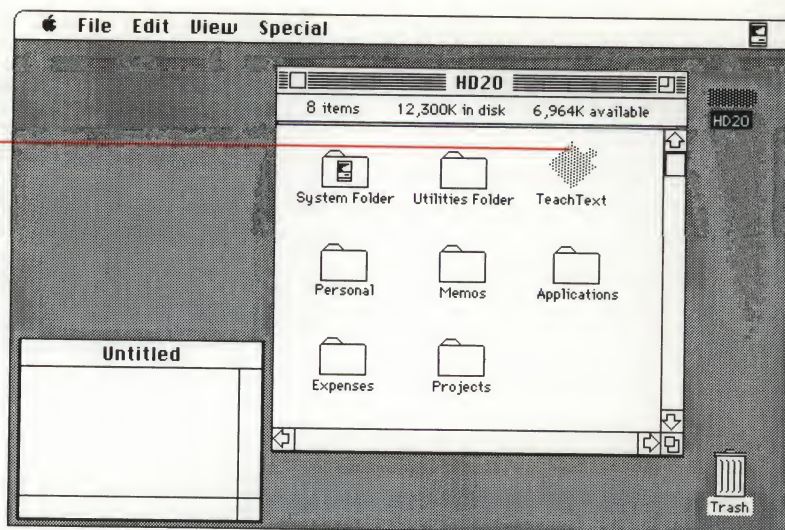 File Edit View Special
HD20
8 items 12,300K in disk 6,964K available
HD20
System Folder Utilities Folder TeachText
Personal Memos Applications
Expenses Projects
Untitled
Trash